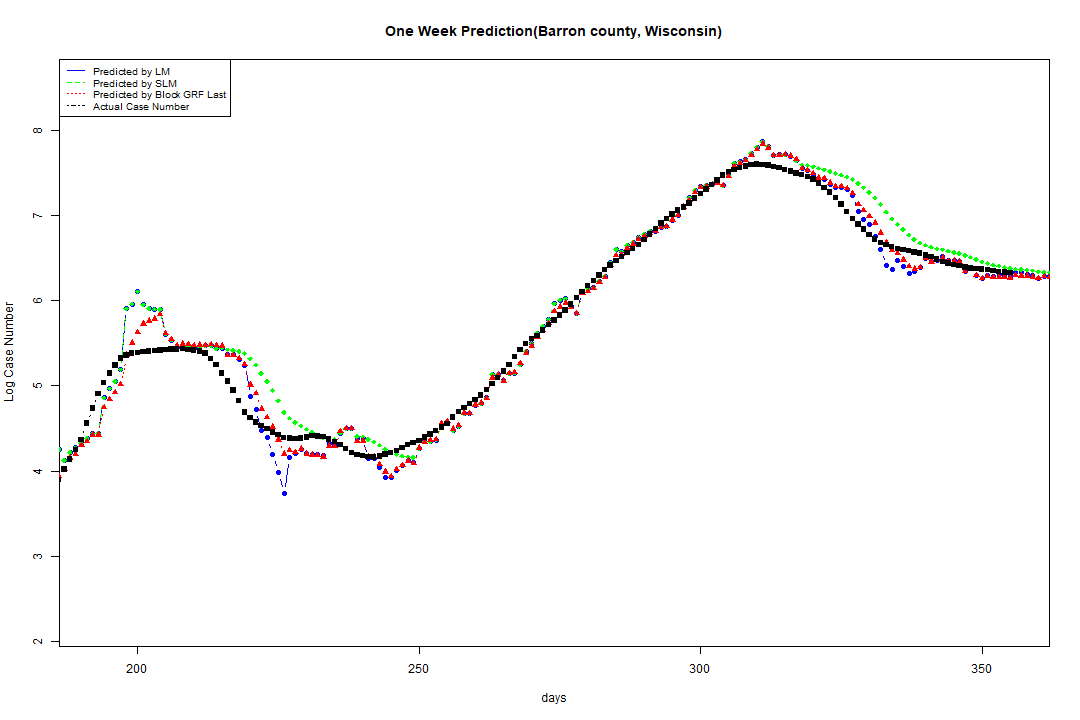 One Week Prediction(Barron county, Wisconsin)
Predicted by LM
Predicted by SLM
Predicted by Block GRF Last
Actual Case Number
Log Case Number
8
7
6
5
4
3
2
200 250 300 350
days